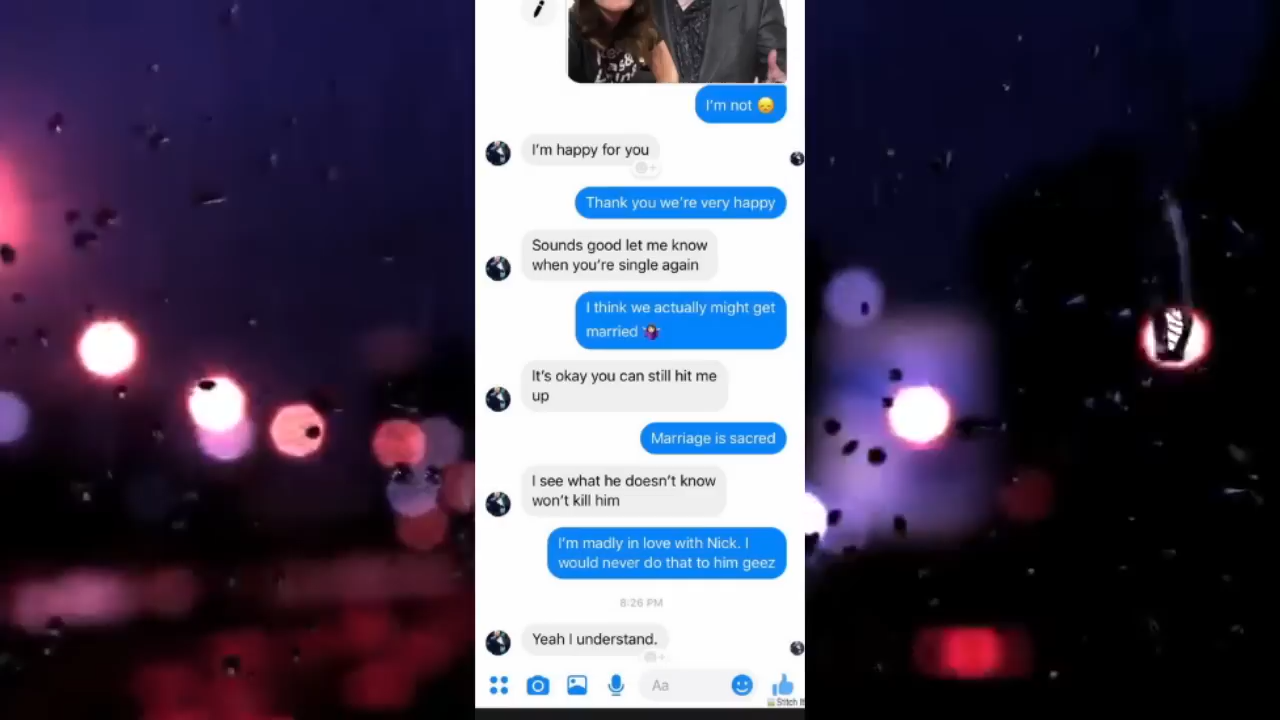 I'm not 😞
I'm happy for you
Thank you we're very happy
Sounds good let me know
when you're single again
I think we actually might get
married 🤷🏻‍♀️
It's okay you can still hit me
up
Marriage is sacred
I see what he doesn't know
won't kill him
I'm madly in love with Nick. I
would never do that to him geez
8:26 PM
Yeah I understand.
Aa
Stitch It